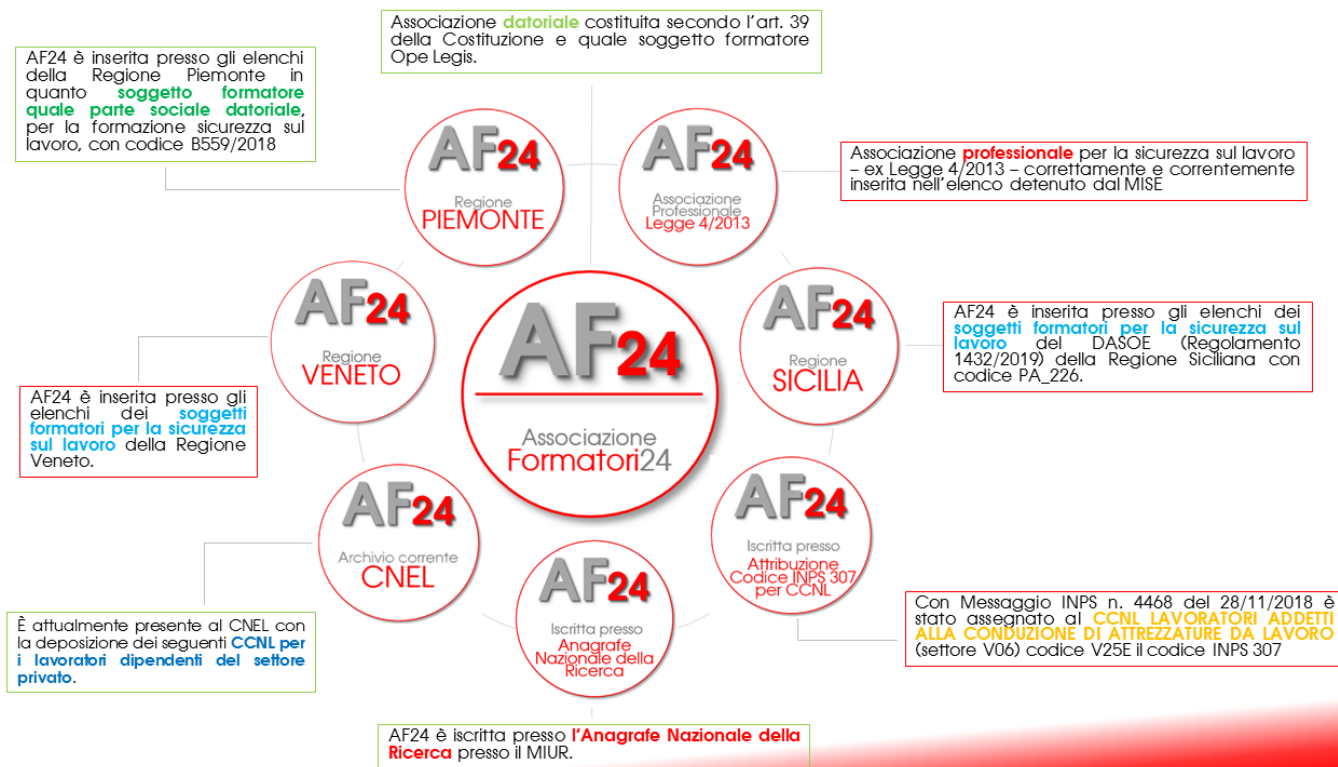 Associazione datoriale costituita secondo l'art. 39
della Costituzione e quale soggetto formatore
Ope Legis.
AF24 è inserita presso gli elenchi
della Regione Piemonte in
quanto soggetto formatore
quale parte sociale datoriale,
per la formazione sicurezza sul
lavoro, con codice B559/2018
AF24
Regione
PIEMONTE
AF24
Associazione
Professionale
Legge 4/2013
Associazione professionale per la sicurezza sul lavoro
– ex Legge 4/2013 – correttamente e correntemente
inserita nell'elenco detenuto dal MISE
AF24
Regione
VENETO
AF24
Associazione
Formatori24
AF24
Regione
SICILIA
AF24 è inserita presso gli elenchi dei
soggetti formatori per la sicurezza sul
lavoro del DASOE (Regolamento
1432/2019) della Regione Siciliana con
codice PA_226.
AF24 è inserita presso gli
elenchi dei soggetti
formatori per la sicurezza
sul lavoro della Regione
Veneto.
AF24
Archivio corrente
CNEL
AF24
Iscritta presso
Anagrafe
Nazionale della
Ricerca
AF24
Iscritta presso
Attribuzione
Codice INPS 307
per CCNL
È attualmente presente al CNEL con
la deposizione dei seguenti CCNL per
i lavoratori dipendenti del settore
privato.
Con Messaggio INPS n. 4468 del 28/11/2018 è
stato assegnato al CCNL LAVORATORI ADDETTI
ALLA CONDUZIONE DI ATTREZZATURE DA LAVORO
(settore V06) codice V25E il codice INPS 307
AF24 è iscritta presso l'Anagrafe Nazionale della
Ricerca presso il MIUR.